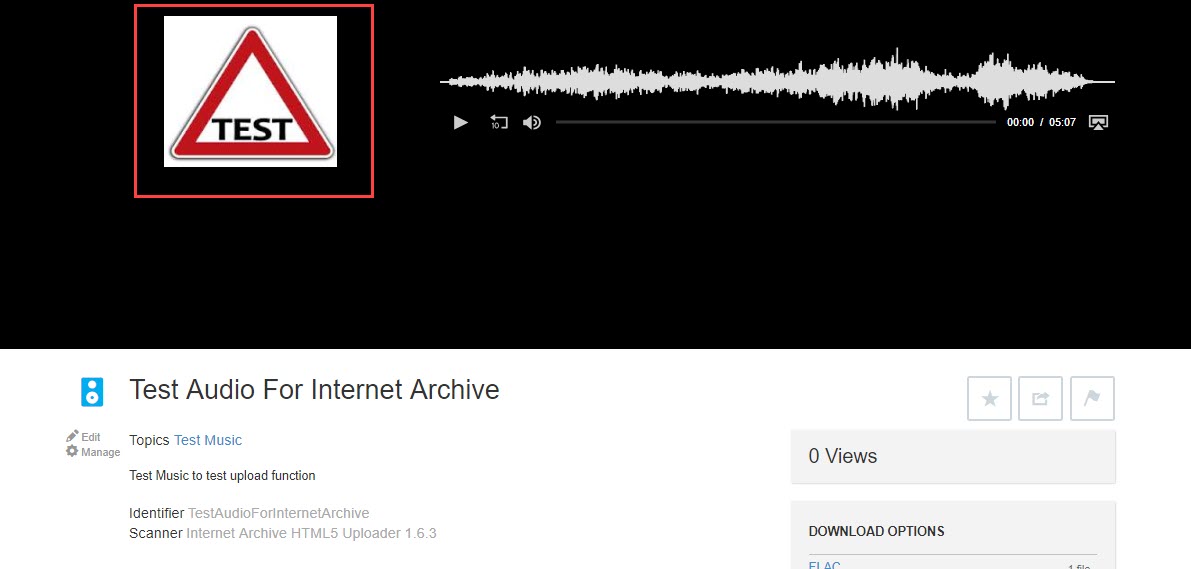 TEST
10
00:00 / 05:07
Test Audio For Internet Archive
Edit
Manage
Topics Test Music
Test Music to test upload function
Identifier TestAudioForInternetArchive
Scanner Internet Archive HTML5 Uploader 1.6.3
0 Views
DOWNLOAD OPTIONS
FLAC 1 file